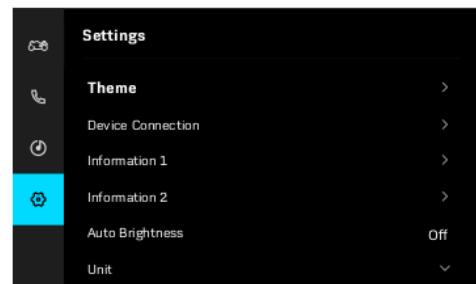 Settings
Theme
Device Connection
Information 1
Information 2
Auto Brightness Off
Unit